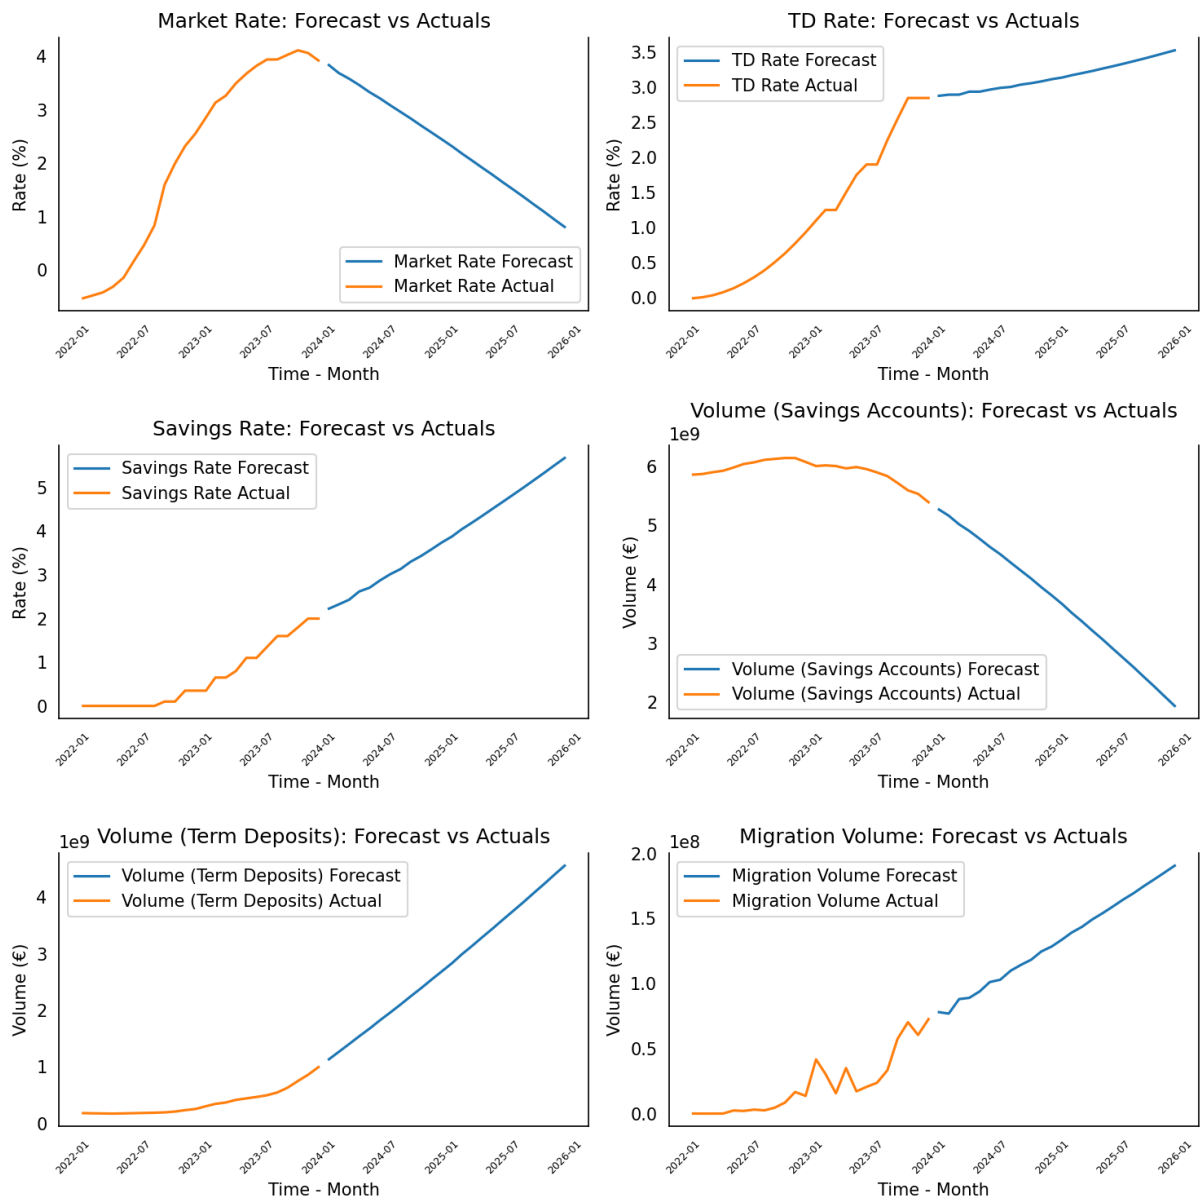 Market Rate: Forecast vs Actuals
4
3
2
1
0
Rate (%)
Market Rate Forecast
Market Rate Actual
2022-01
2022-07
2023-01
2023-07
2024-01
2024-07
2025-01
2025-07
2026-01
Time - Month
TD Rate: Forecast vs Actuals
TD Rate Forecast
TD Rate Actual
3.5
3.0
2.5
2.0
1.5
1.0
0.5
0.0
Rate (%)
2022-01
2022-07
2023-01
2023-07
2024-01
2024-07
2025-01
2025-07
2026-01
Time - Month
Savings Rate: Forecast vs Actuals
Savings Rate Forecast
Savings Rate Actual
5
4
3
2
1
0
Rate (%)
2022-01
2022-07
2023-01
2023-07
2024-01
2024-07
2025-01
2025-07
2026-01
Time - Month
Volume (Savings Accounts): Forecast vs Actuals
1e9
6
5
4
3
2
Volume (€)
Volume (Savings Accounts) Forecast
Volume (Savings Accounts) Actual
2022-01
2022-07
2023-01
2023-07
2024-01
2024-07
2025-01
2025-07
2026-01
Time - Month
Volume (Term Deposits): Forecast vs Actuals
1e9
Volume (Term Deposits) Forecast
Volume (Term Deposits) Actual
4
3
2
1
0
Volume (€)
2022-01
2022-07
2023-01
2023-07
2024-01
2024-07
2025-01
2025-07
2026-01
Time - Month
Migration Volume: Forecast vs Actuals
1e8
Migration Volume Forecast
Migration Volume Actual
2.0
1.5
1.0
0.5
0.0
Volume (€)
2022-01
2022-07
2023-01
2023-07
2024-01
2024-07
2025-01
2025-07
2026-01
Time - Month